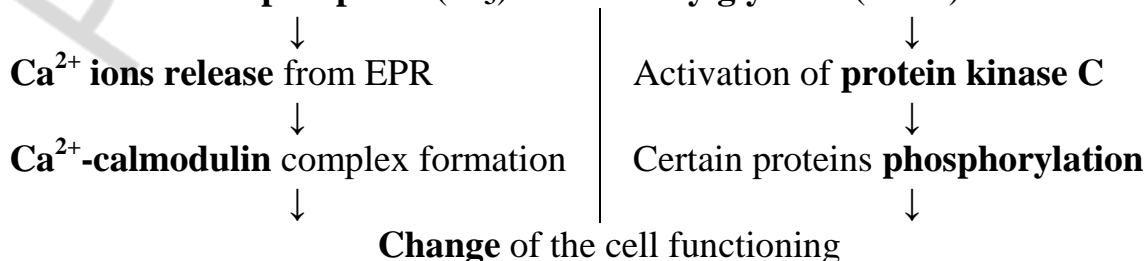 ↓ ↓
Ca²⁺ ions release from EPR Activation of protein kinase C
↓ ↓
Ca²⁺-calmodulin complex formation Certain proteins phosphorylation
↓ ↓
Change of the cell functioning